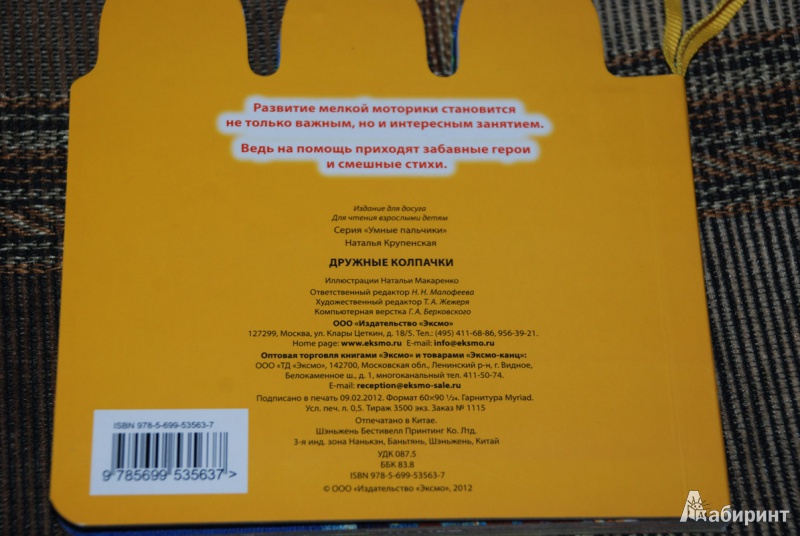 Развитие мелкой моторики становится
не только важным, но и интересным занятием.
Ведь на помощь приходят забавные герои
и смешные стихи.
Издание для досуга
Для чтения взрослыми детям
Серия «Умные пальчики»
Наталья Крупенская
ДРУЖНЫЕ КОЛПАЧКИ
Иллюстрации Натальи Макаренко
Ответственный редактор Н. Н. Малофеева
Художественный редактор Т. А. Жежеря
Компьютерная верстка Г. А. Берковского
ООО «Издательство «Эксмо»
127299, Москва, ул. Клары Цеткин, д. 18/5. Тел.: (495) 411-68-86, 956-39-21.
Home page: www.eksmo.ru E-mail: info@eksmo.ru
Оптовая торговля книгами «Эксмо» и товарами «Эксмо-канц»:
ООО «ТД «Эксмо», 142700, Московская обл., Ленинский р-н, г. Видное,
Белокаменное ш., д. 1, многоканальный тел. 411-50-74.
E-mail: reception@eksmo-sale.ru
Подписано в печать 09.02.2012. Формат 60×90 1/24. Гарнитура Myriad.
Усл. печ. л. 0,5. Тираж 3500 экз. Заказ № 1115
Отпечатано в Китае.
Шэньжень Бествелл Принтинг Ко. Лтд.
3-я инд. зона Нанькэн, Баньтянь, Шэньжень, Китай
УДК 087.5
ББК 83.8
ISBN 978-5-699-53563-7
© ООО «Издательство «Эксмо», 2012
ISBN 978-5-699-53563-7
9 785699 535637 >
Лабиринт